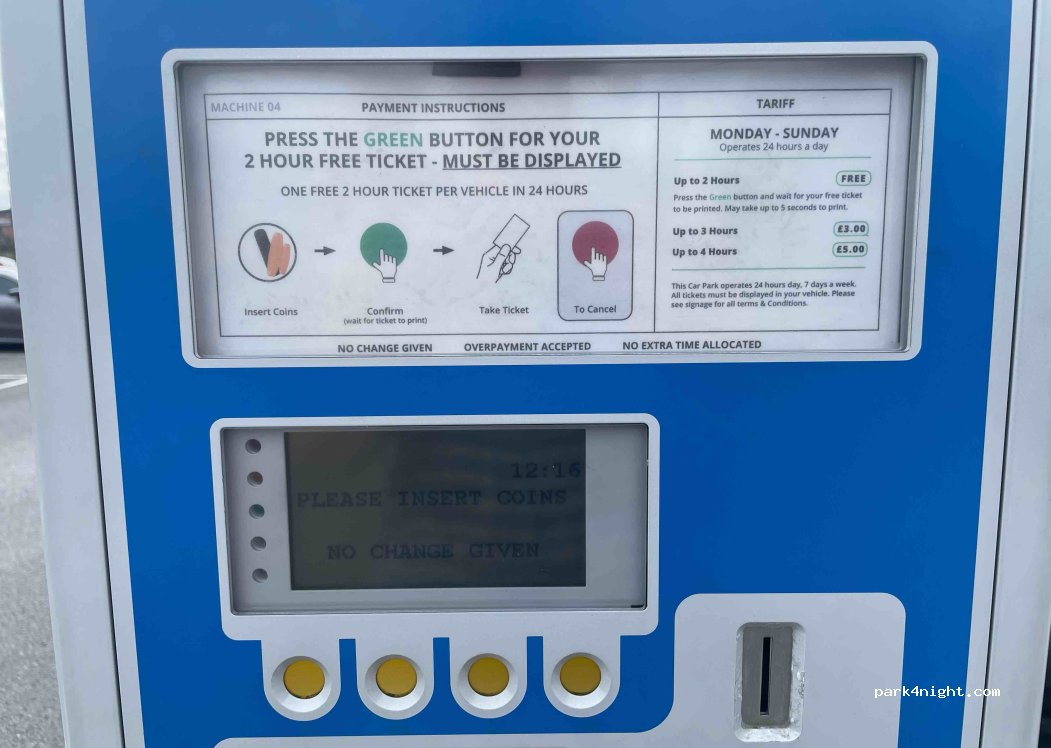 MACHINE 04
PAYMENT INSTRUCTIONS
PRESS THE GREEN BUTTON FOR YOUR
2 HOUR FREE TICKET - MUST BE DISPLAYED
ONE FREE 2 HOUR TICKET PER VEHICLE IN 24 HOURS
Insert Coins
Confirm
(wait for ticket to print)
Take Ticket
To Cancel
NO CHANGE GIVEN OVERPAYMENT ACCEPTED NO EXTRA TIME ALLOCATED
TARIFF
MONDAY - SUNDAY
Operates 24 hours a day
Up to 2 Hours FREE
Press the Green button and wait for your free ticket
to be printed. May take up to 5 seconds to print.
Up to 3 Hours £3.00
Up to 4 Hours £5.00
This Car Park operates 24 hours day, 7 days a week.
All tickets must be displayed in your vehicle. Please
see signage for all terms & Conditions.
12:16
PLEASE INSERT COINS
NO CHANGE GIVEN
park4night.com